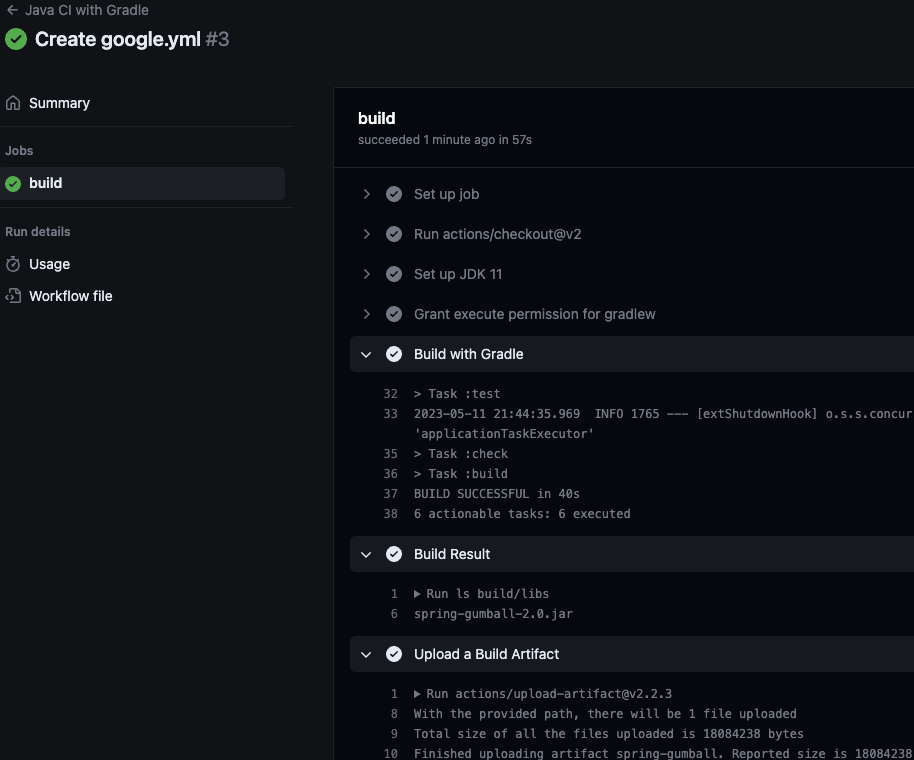 Java CI with Gradle
Create google.yml #3
Summary
Jobs
build
Run details
Usage
Workflow file
build
succeeded 1 minute ago in 57s
Set up job
Run actions/checkout@v2
Set up JDK 11
Grant execute permission for gradlew
Build with Gradle
32 > Task :test
33 2023-05-11 21:44:35.969  INFO 1765 --- [extShutdownHook] o.s.s.concur
'applicationTaskExecutor'
35 > Task :check
36 > Task :build
37 BUILD SUCCESSFUL in 40s
38 6 actionable tasks: 6 executed
Build Result
1 ▶ Run ls build/libs
6 spring-gumball-2.0.jar
Upload a Build Artifact
1 ▶ Run actions/upload-artifact@v2.2.3
8 With the provided path, there will be 1 file uploaded
9 Total size of all the files uploaded is 18084238 bytes
10 Finished uploading artifact spring-gumball. Reported size is 18084238